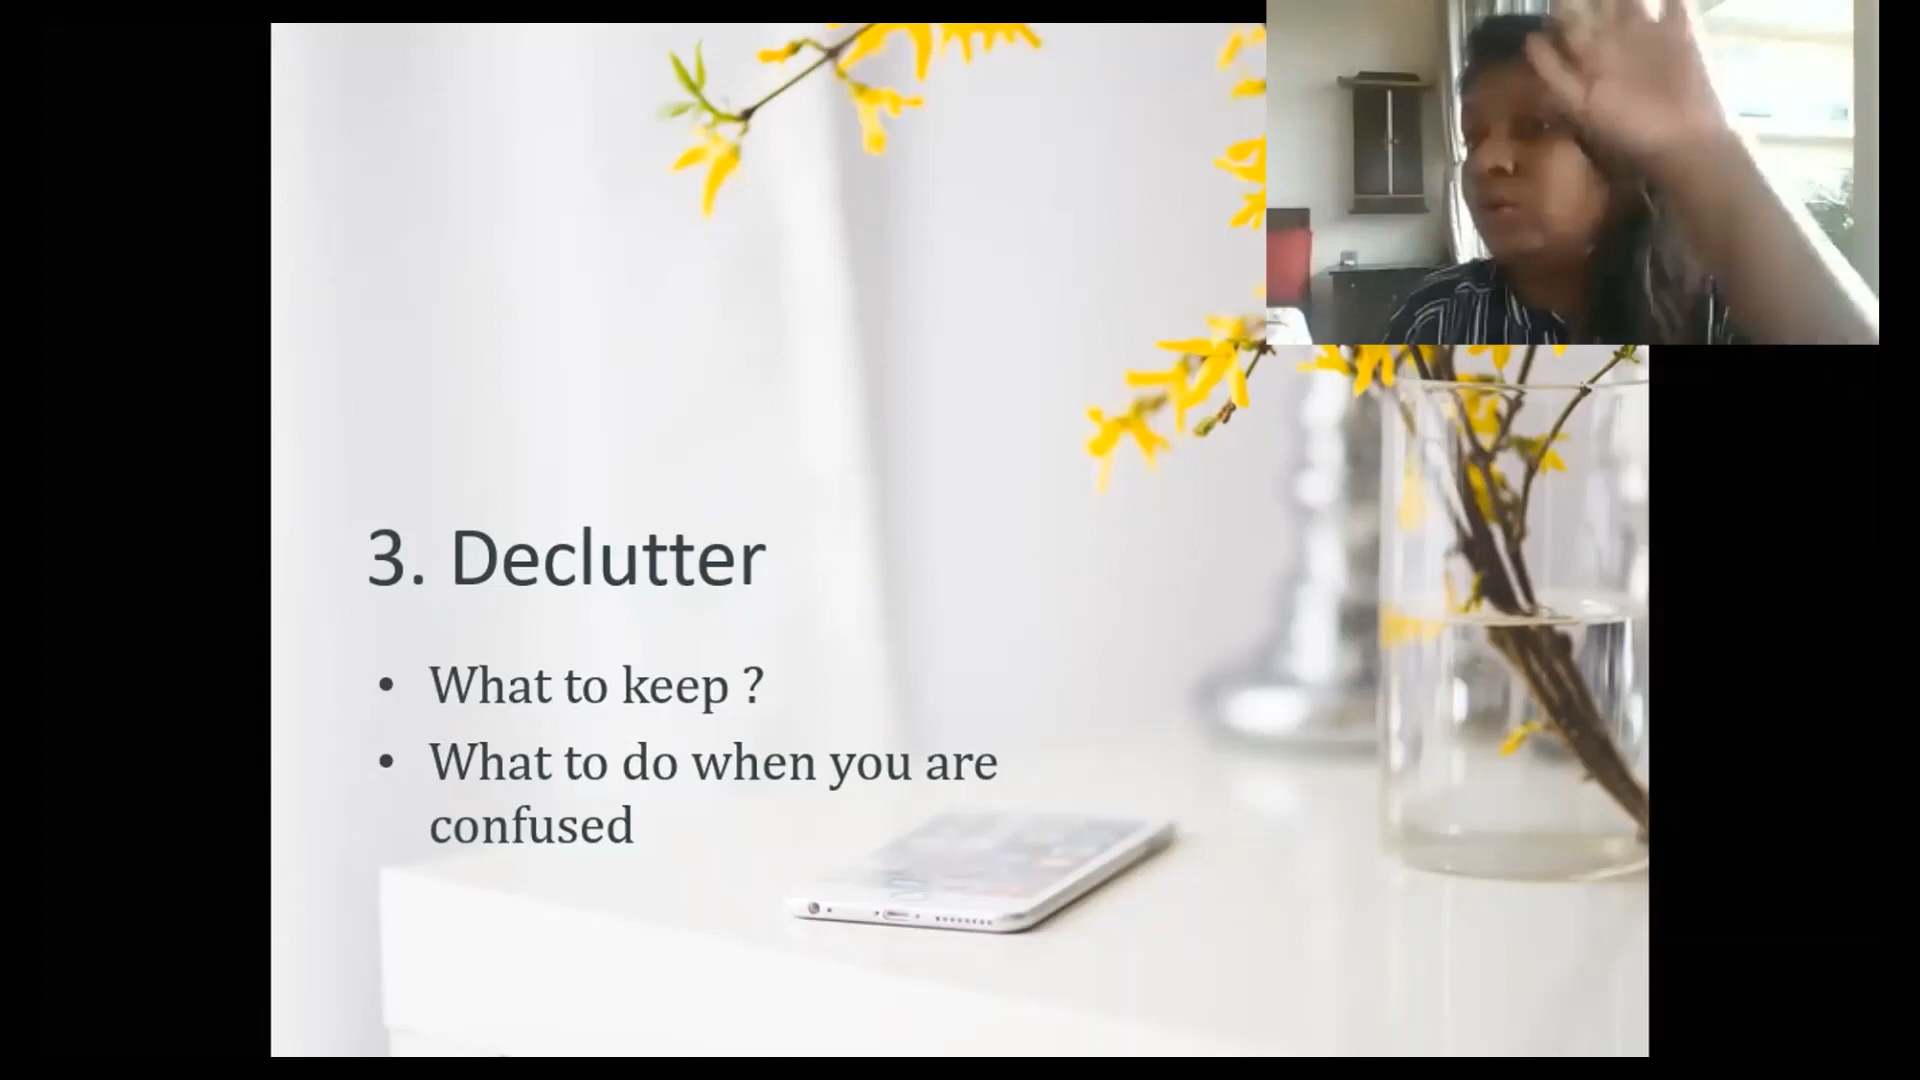 3. Declutter
• What to keep ?
• What to do when you are
confused